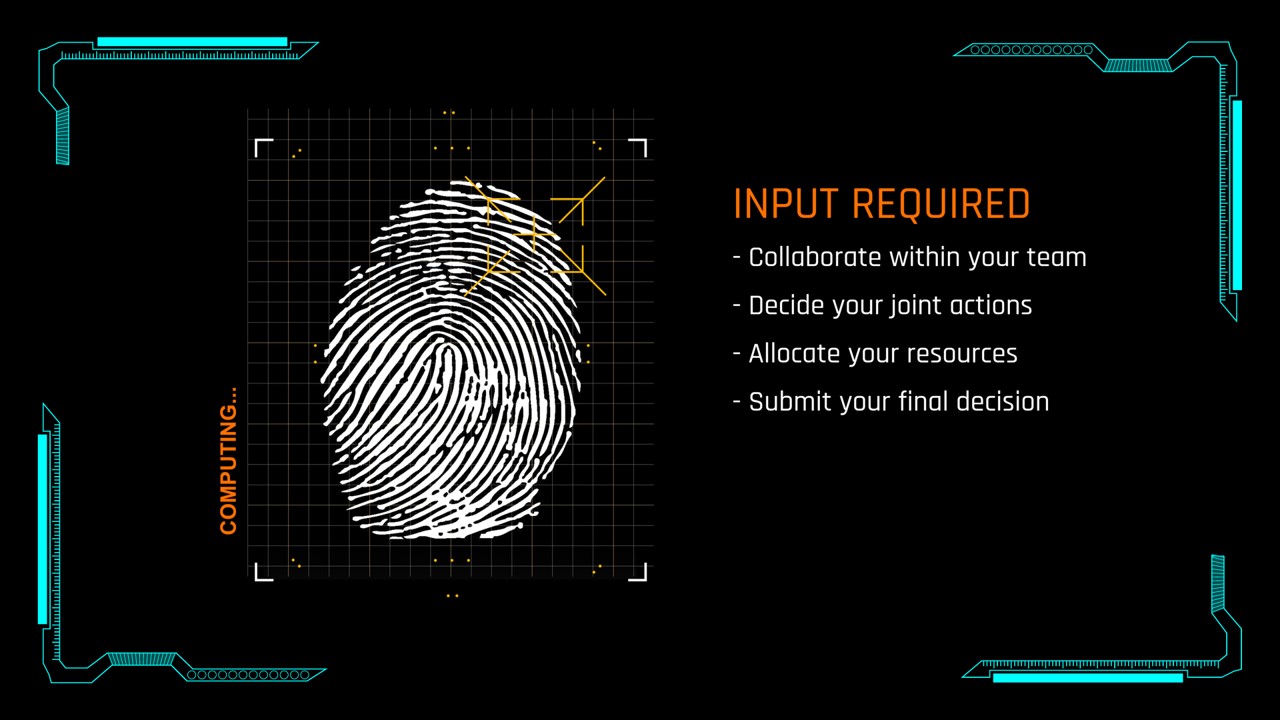 COMPUTING...
INPUT REQUIRED
- Collaborate within your team
- Decide your joint actions
- Allocate your resources
- Submit your final decision